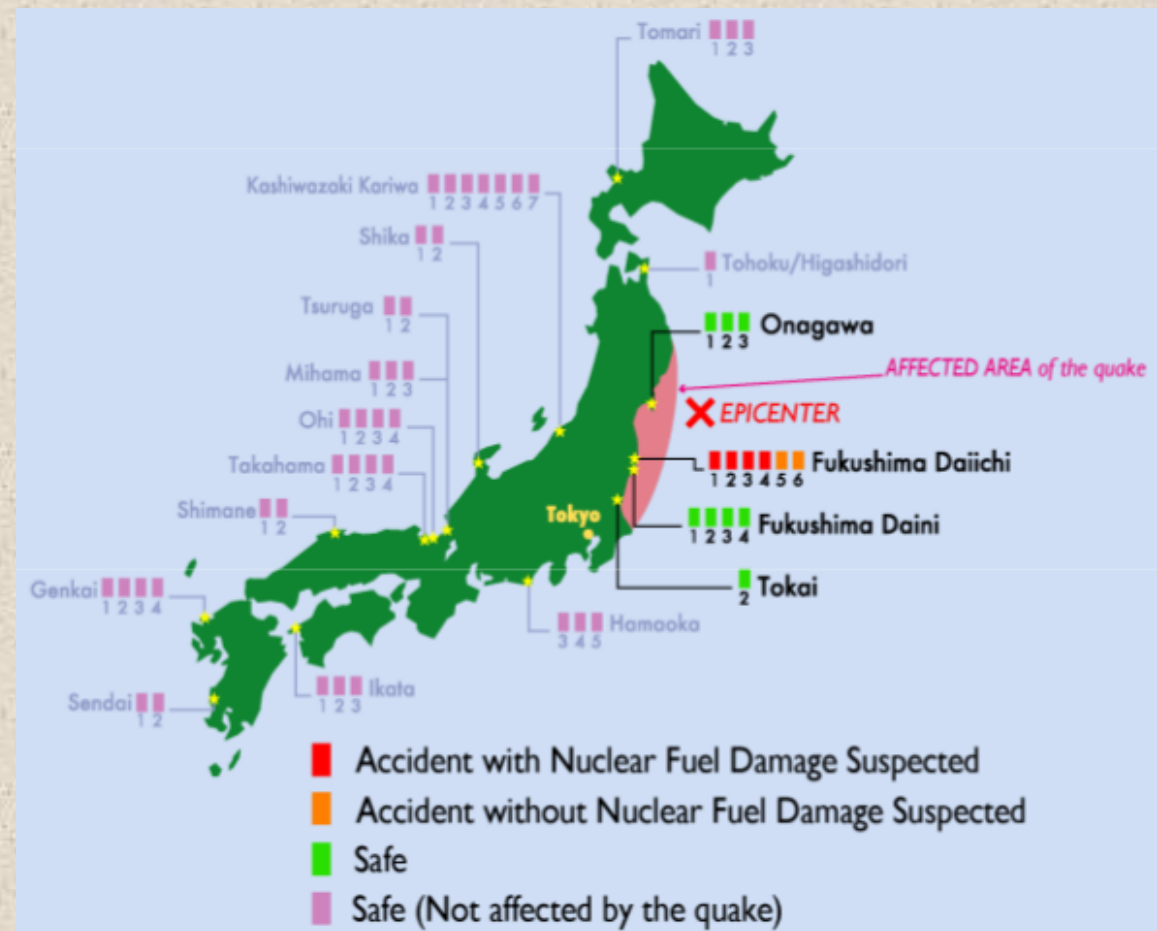 Tomari
1 2 3
Kashiwazaki Kariwa
1 2 3 4 5 6 7
Shika
1 2
Tohoku/Higashidori
1
Tsuruga
1 2
Onagawa
1 2 3
Mihama
1 2 3
AFFECTED AREA of the quake
EPICENTER
Ohi
1 2 3 4
Takahama
1 2 3 4
Fukushima Daiichi
1 2 3 4 5 6
Shimane
1 2
Tokyo
Fukushima Daini
1 2 3 4
Genkai
1 2 3 4
Tokai
2
Hamaoka
3 4 5
Ikata
1 2 3
Sendai
1 2
Accident with Nuclear Fuel Damage Suspected
Accident without Nuclear Fuel Damage Suspected
Safe
Safe (Not affected by the quake)